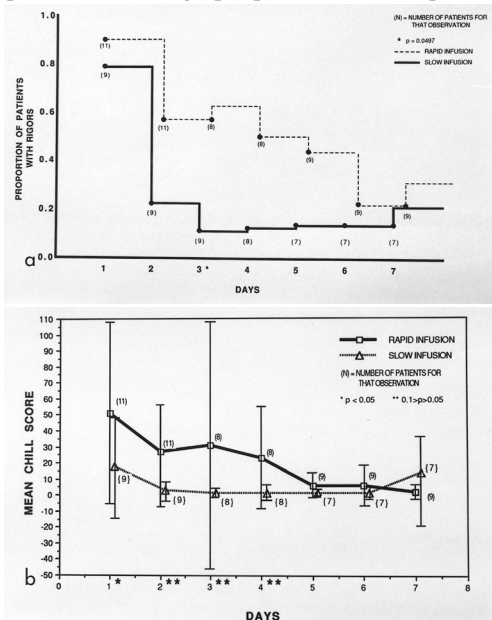 1.0
0.8
0.6
0.4
0.2
0.0
PROPORTION OF PATIENTS
WITH RIGORS
(N) = NUMBER OF PATIENTS FOR
THAT OBSERVATION
* p = 0.0497
RAPID INFUSION
SLOW INFUSION
(11)
(9)
(11)
(9)
(8)
(9)
(8)
(8)
(9)
(7)
(7)
(9)
(7)
a
1 2 3 * 4 5 6 7
DAYS
110
100
90
80
70
60
50
40
30
20
10
0
-10
-20
-30
-40
-50
MEAN CHILL SCORE
RAPID INFUSION
SLOW INFUSION
(N) = NUMBER OF PATIENTS FOR
THAT OBSERVATION
* p < 0.05 ** 0.1>p>0.05
(11)
(11)
(8)
(8)
(9)
(9)
(9)
{9}
{9}
{8}
{8}
{7}
{7}
{7}
b
0 1 * 2 ** 3 ** 4 ** 5 6 7 8
DAYS